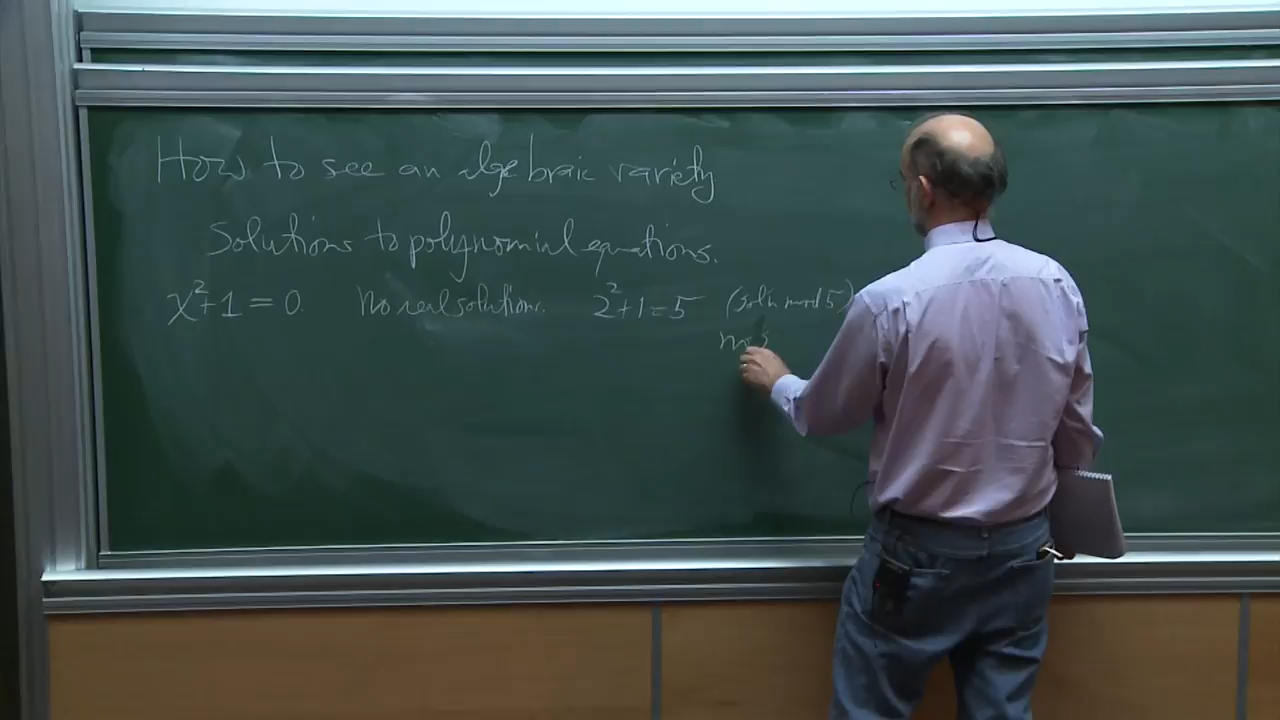 How to see an algebraic variety
Solutions to polynomial equations.
x²+1=0. No real solutions. 2²+1=5 (sol'n mod 5)